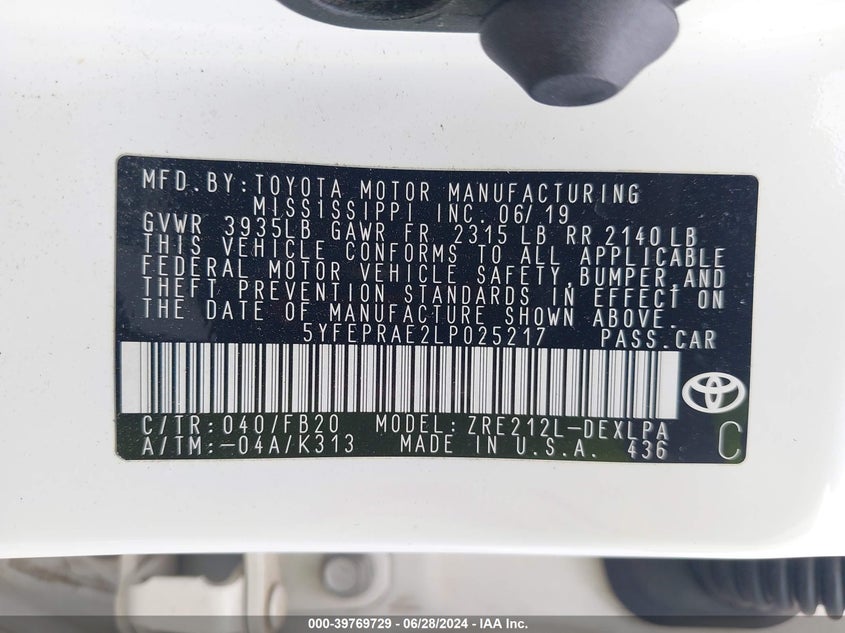 MFD.BY:TOYOTA MOTOR MANUFACTURING
MISSISSIPPI INC. 06/19
GVWR 3935LB GAWR FR 2315 LB RR 2140 LB
THIS VEHICLE CONFORMS TO ALL APPLICABLE
FEDERAL MOTOR VEHICLE SAFETY,BUMPER,AND
THEFT PREVENTION STANDARDS IN EFFECT ON
THE DATE OF MANUFACTURE SHOWN ABOVE.
5YFEPRAE2LP025217 PASS.CAR
C/TR:040/FB20 MODEL:ZRE212L-DEXLPA
A/TM:-04A/K313 MADE IN U.S.A. 436 C
000-39769729 / 06/28/2024 - IAA Inc.